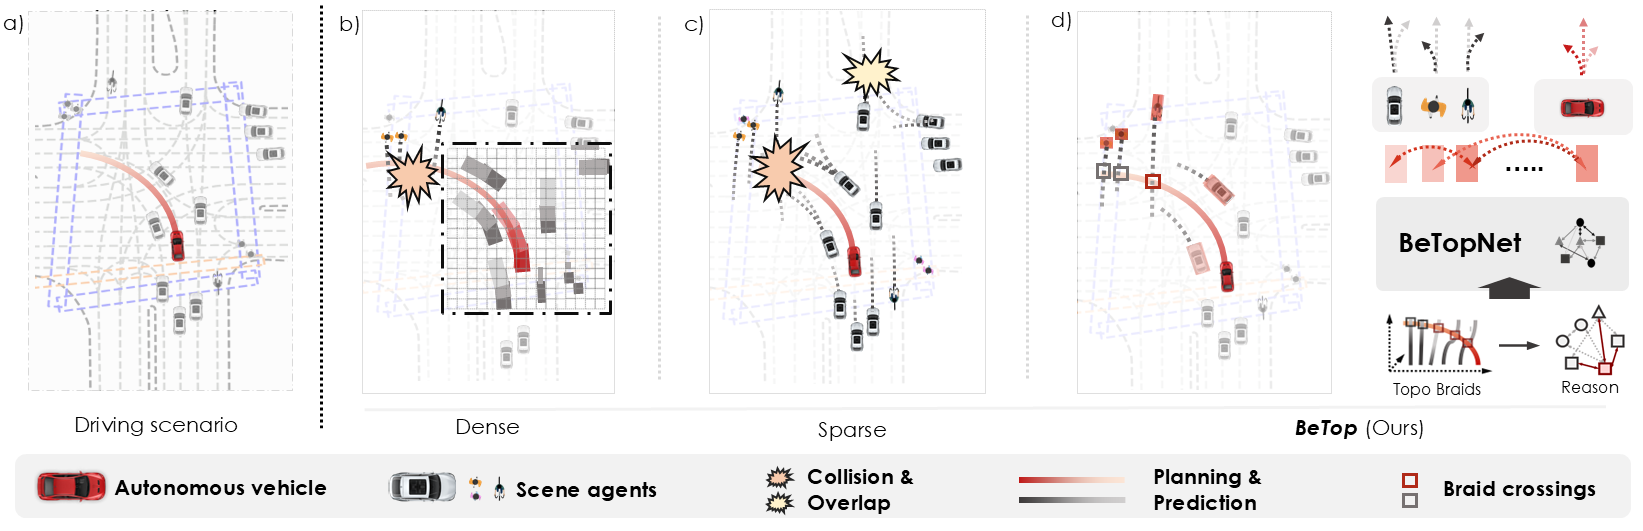 a)
b)
c)
d)
BeTopNet
Topo Braids
Reason
Driving scenario
Dense
Sparse
BeTop (Ours)
Autonomous vehicle
Scene agents
Collision &
Overlap
Planning &
Prediction
Braid crossings